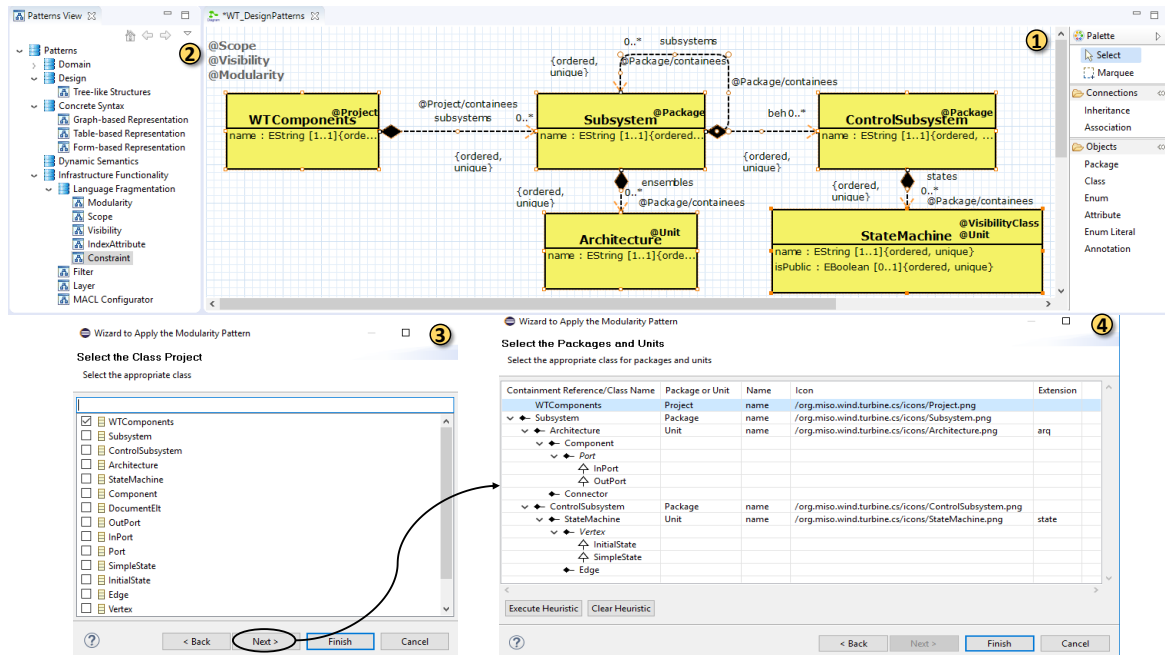 Patterns View
Patterns
Domain
Design
Tree-like Structures
Concrete Syntax
Graph-based Representation
Table-based Representation
Form-based Representation
Dynamic Semantics
Infrastructure Functionality
Language Fragmentation
Modularity
Scope
Visibility
IndexAttribute
Constraint
Filter
Layer
MACL Configurator
2
*WT_DesignPatterns
1
@Scope
@Visibility
@Modularity
@Project
WTComponents
name : EString [1..1]{orde...
@Project/containees
subsystems 0..*
{ordered,
unique}
0..* subsystems
{ordered,
unique}
@Package/containees
@Package/containees
@Package
Subsystem
name : EString [1..1]{ordered...
beh 0..*
{ordered,
unique}
@Package
ControlSubsystem
name : EString [1..1]{ordered, ...
{ordered,
unique}
ensembles
0..*
@Package/containees
{ordered,
unique}
states
0..*
@Package/containees
@Unit
Architecture
name : EString [1..1]{orde...
@VisibilityClass
StateMachine @Unit
name : EString [1..1]{ordered, unique}
isPublic : EBoolean [0..1]{ordered, unique}
Palette
Select
Marquee
Connections
Inheritance
Association
Objects
Package
Class
Enum
Attribute
Enum Literal
Annotation
Wizard to Apply the Modularity Pattern
3
Select the Class Project
Select the appropriate class
WTComponents
Subsystem
ControlSubsystem
Architecture
StateMachine
Component
DocumentElt
OutPort
InPort
Port
SimpleState
InitialState
Edge
Vertex
? < Back Next > Finish Cancel
Wizard to Apply the Modularity Pattern
4
Select the Packages and Units
Select the appropriate class for packages and units
Containment Reference/Class Name Package or Unit Name Icon Extension
WTComponents Project name /org.miso.wind.turbine.cs/icons/Project.png
Subsystem Package name /org.miso.wind.turbine.cs/icons/Subsystem.png
Architecture Unit name /org.miso.wind.turbine.cs/icons/Architecture.png arq
Component
Port
InPort
OutPort
Connector
ControlSubsystem Package name /org.miso.wind.turbine.cs/icons/ControlSubsystem.png
StateMachine Unit name /org.miso.wind.turbine.cs/icons/StateMachine.png state
Vertex
InitialState
SimpleState
Edge
Execute Heuristic Clear Heuristic
? < Back Next > Finish Cancel